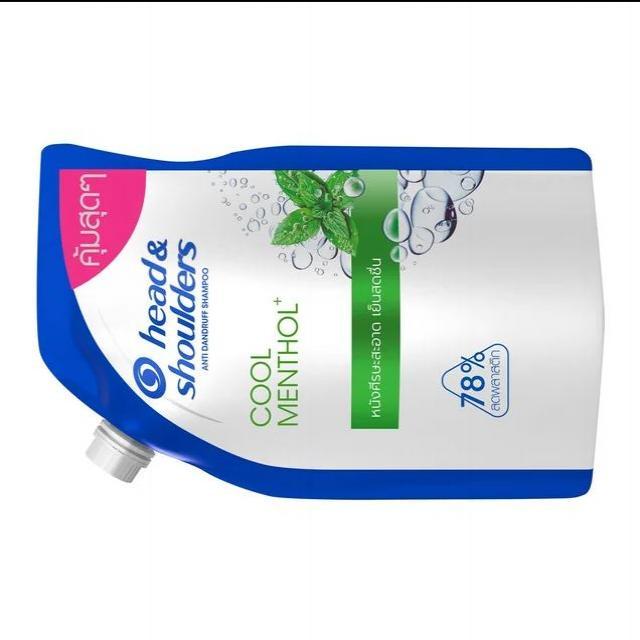 คุ้มสุดๆ
head &
shoulders
ANTI DANDRUFF SHAMPOO
COOL
MENTHOL+
หนังศีรษะสะอาด เย็นสดชื่น
78%
ลดพลาสติก